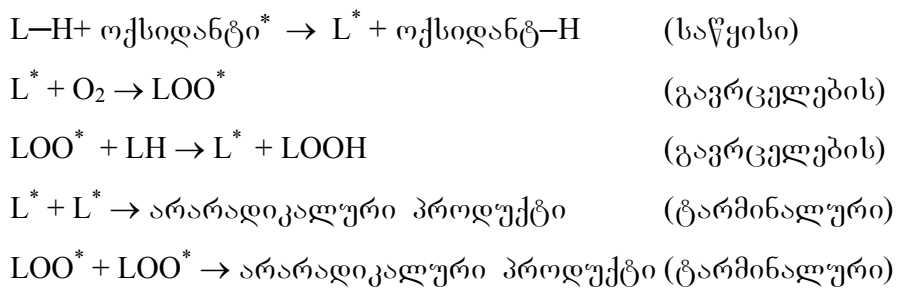 L–H+ ოქსიდანტი* → L* + ოქსიდანტ–H (საწყისი)
L* + O₂ → LOO* (გავრცელების)
LOO* + LH → L* + LOOH (გავრცელების)
L* + L* → არარადიკალური პროდუქტი (ტარმინალური)
LOO* + LOO* → არარადიკალური პროდუქტი (ტარმინალური)